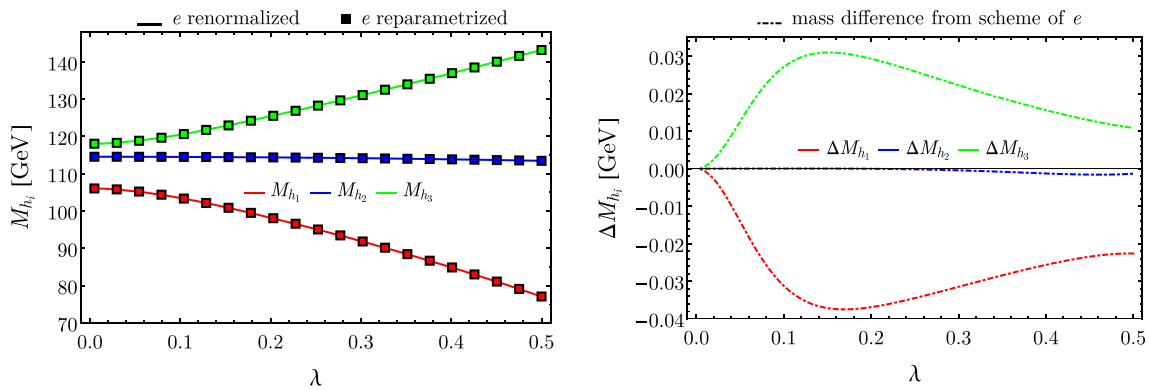 e renormalized e reparametrized
140
130
120
110
100
90
80
70
M_{h_i} [GeV]
M_{h_1} M_{h_2} M_{h_3}
0.0 0.1 0.2 0.3 0.4 0.5
λ
mass difference from scheme of e
0.03
0.02
0.01
0.00
−0.01
−0.02
−0.03
−0.04
ΔM_{h_i} [GeV]
ΔM_{h_1} ΔM_{h_2} ΔM_{h_3}
0.0 0.1 0.2 0.3 0.4 0.5
λ